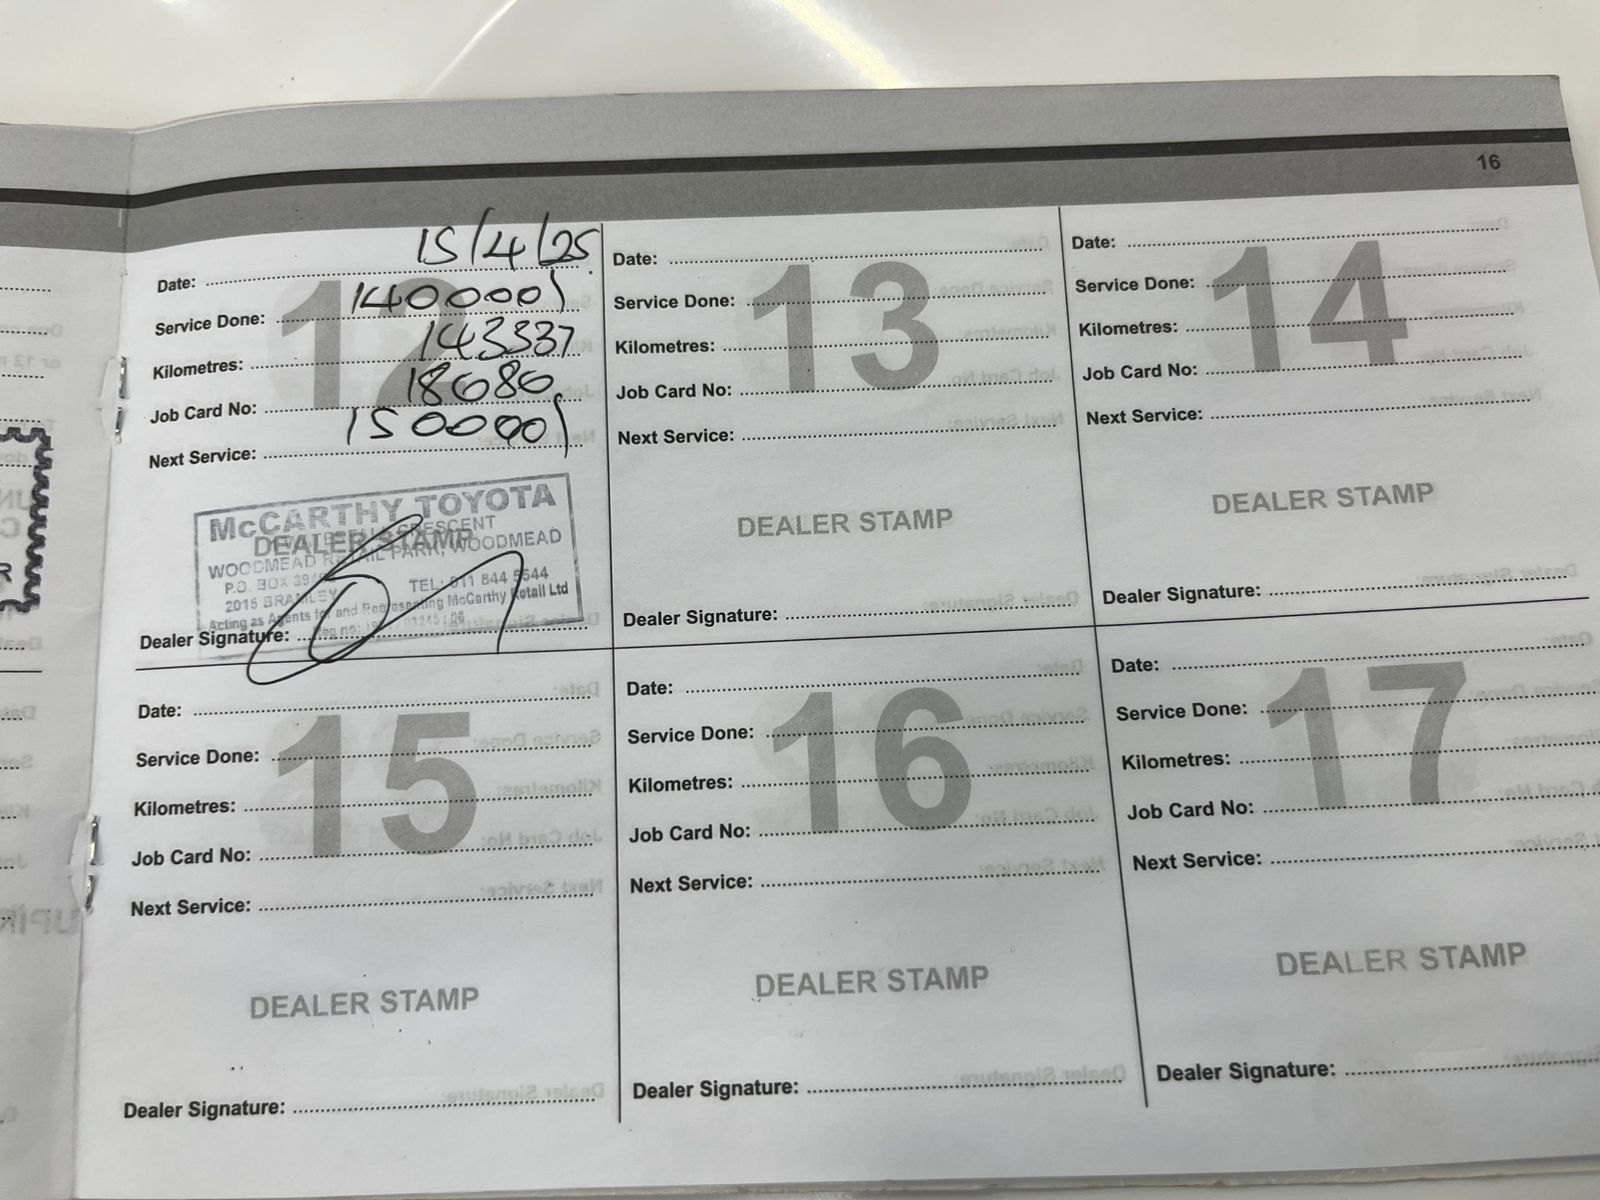 16
12
Date: 15/4/25
Service Done: 140000
Kilometres: 143337
Job Card No: 18080
Next Service: 150000
McCARTHY TOYOTA
DEALER STAMP
CRESCENT
WOODMEAD RETAIL PARK, WOODMEAD
P.O. BOX TEL: 011 844 5544
2015 BRAMLEY
Acting as Agents for and Representing McCarthy Retail Ltd
Dealer Signature:
13
Date:
Service Done:
Kilometres:
Job Card No:
Next Service:
DEALER STAMP
Dealer Signature:
14
Date:
Service Done:
Kilometres:
Job Card No:
Next Service:
DEALER STAMP
Dealer Signature:
15
Date:
Service Done:
Kilometres:
Job Card No:
Next Service:
DEALER STAMP
Dealer Signature:
16
Date:
Service Done:
Kilometres:
Job Card No:
Next Service:
DEALER STAMP
Dealer Signature:
17
Date:
Service Done:
Kilometres:
Job Card No:
Next Service:
DEALER STAMP
Dealer Signature: